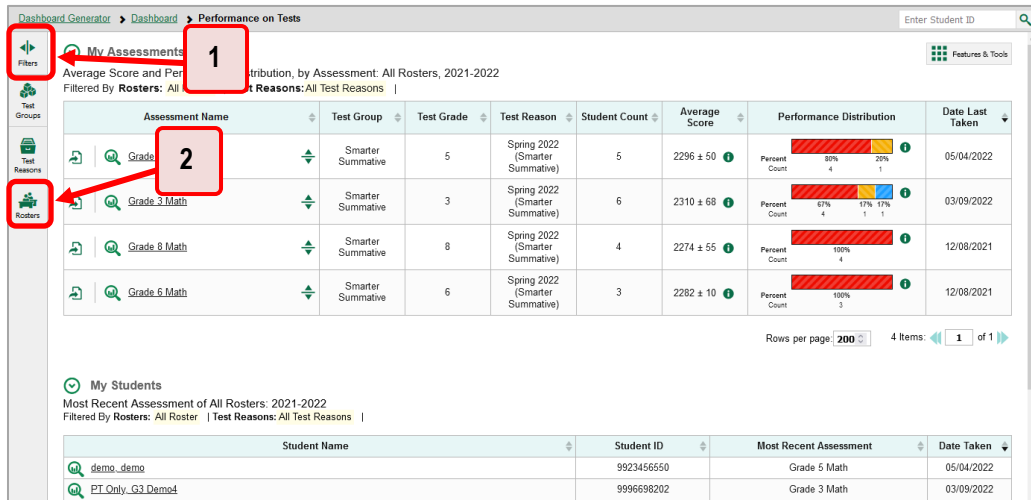 Dashboard Generator > Dashboard > Performance on Tests
Enter Student ID
Filters
Test Groups
Test Reasons
Rosters
1
2
My Assessments
Features & Tools
Average Score and Per tribution, by Assessment: All Rosters, 2021-2022
Filtered By Rosters: All t Reasons: All Test Reasons |
Assessment Name Test Group Test Grade Test Reason Student Count Average Score Performance Distribution Date Last Taken
Grade Smarter Summative 5 Spring 2022 (Smarter Summative) 5 2296 ± 50 Percent 80% 20% Count 4 1 05/04/2022
Grade 3 Math Smarter Summative 3 Spring 2022 (Smarter Summative) 6 2310 ± 68 Percent 67% 17% 17% Count 4 1 1 03/09/2022
Grade 8 Math Smarter Summative 8 Spring 2022 (Smarter Summative) 4 2274 ± 55 Percent 100% Count 4 12/08/2021
Grade 6 Math Smarter Summative 6 Spring 2022 (Smarter Summative) 3 2282 ± 10 Percent 100% Count 3 12/08/2021
Rows per page: 200 4 Items: 1 of 1
My Students
Most Recent Assessment of All Rosters: 2021-2022
Filtered By Rosters: All Roster | Test Reasons: All Test Reasons |
Student Name Student ID Most Recent Assessment Date Taken
demo, demo 9923456550 Grade 5 Math 05/04/2022
PT Only, G3 Demo4 9996698202 Grade 3 Math 03/09/2022